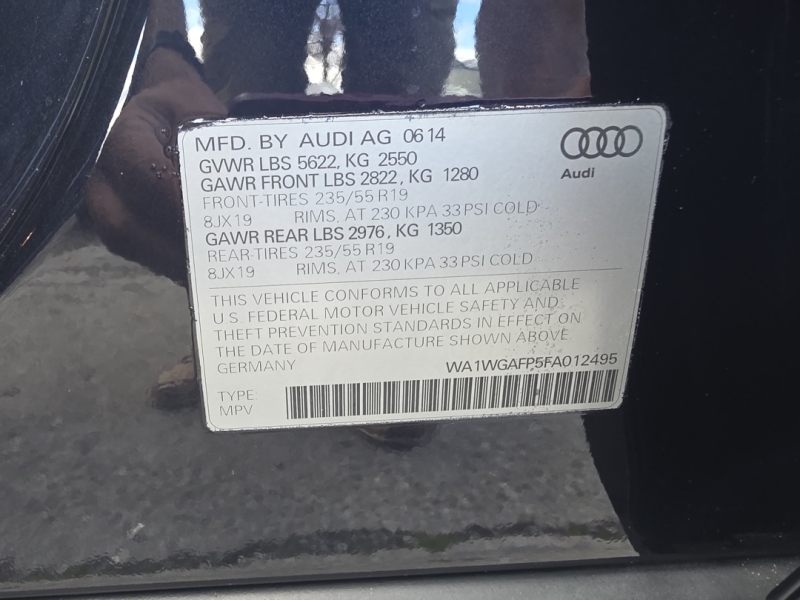 MFD. BY AUDI AG 06 14
GVWR LBS 5622, KG 2550
GAWR FRONT LBS 2822, KG 1280
FRONT-TIRES 235/55 R19
8JX19 RIMS, AT 230 KPA 33 PSI COLD
GAWR REAR LBS 2976, KG 1350
REAR-TIRES 235/55 R19
8JX19 RIMS, AT 230 KPA 33 PSI COLD
Audi
THIS VEHICLE CONFORMS TO ALL APPLICABLE
U.S. FEDERAL MOTOR VEHICLE SAFETY AND
THEFT PREVENTION STANDARDS IN EFFECT ON
THE DATE OF MANUFACTURE SHOWN ABOVE
GERMANY WA1WGAFP5FA012495
TYPE:
MPV